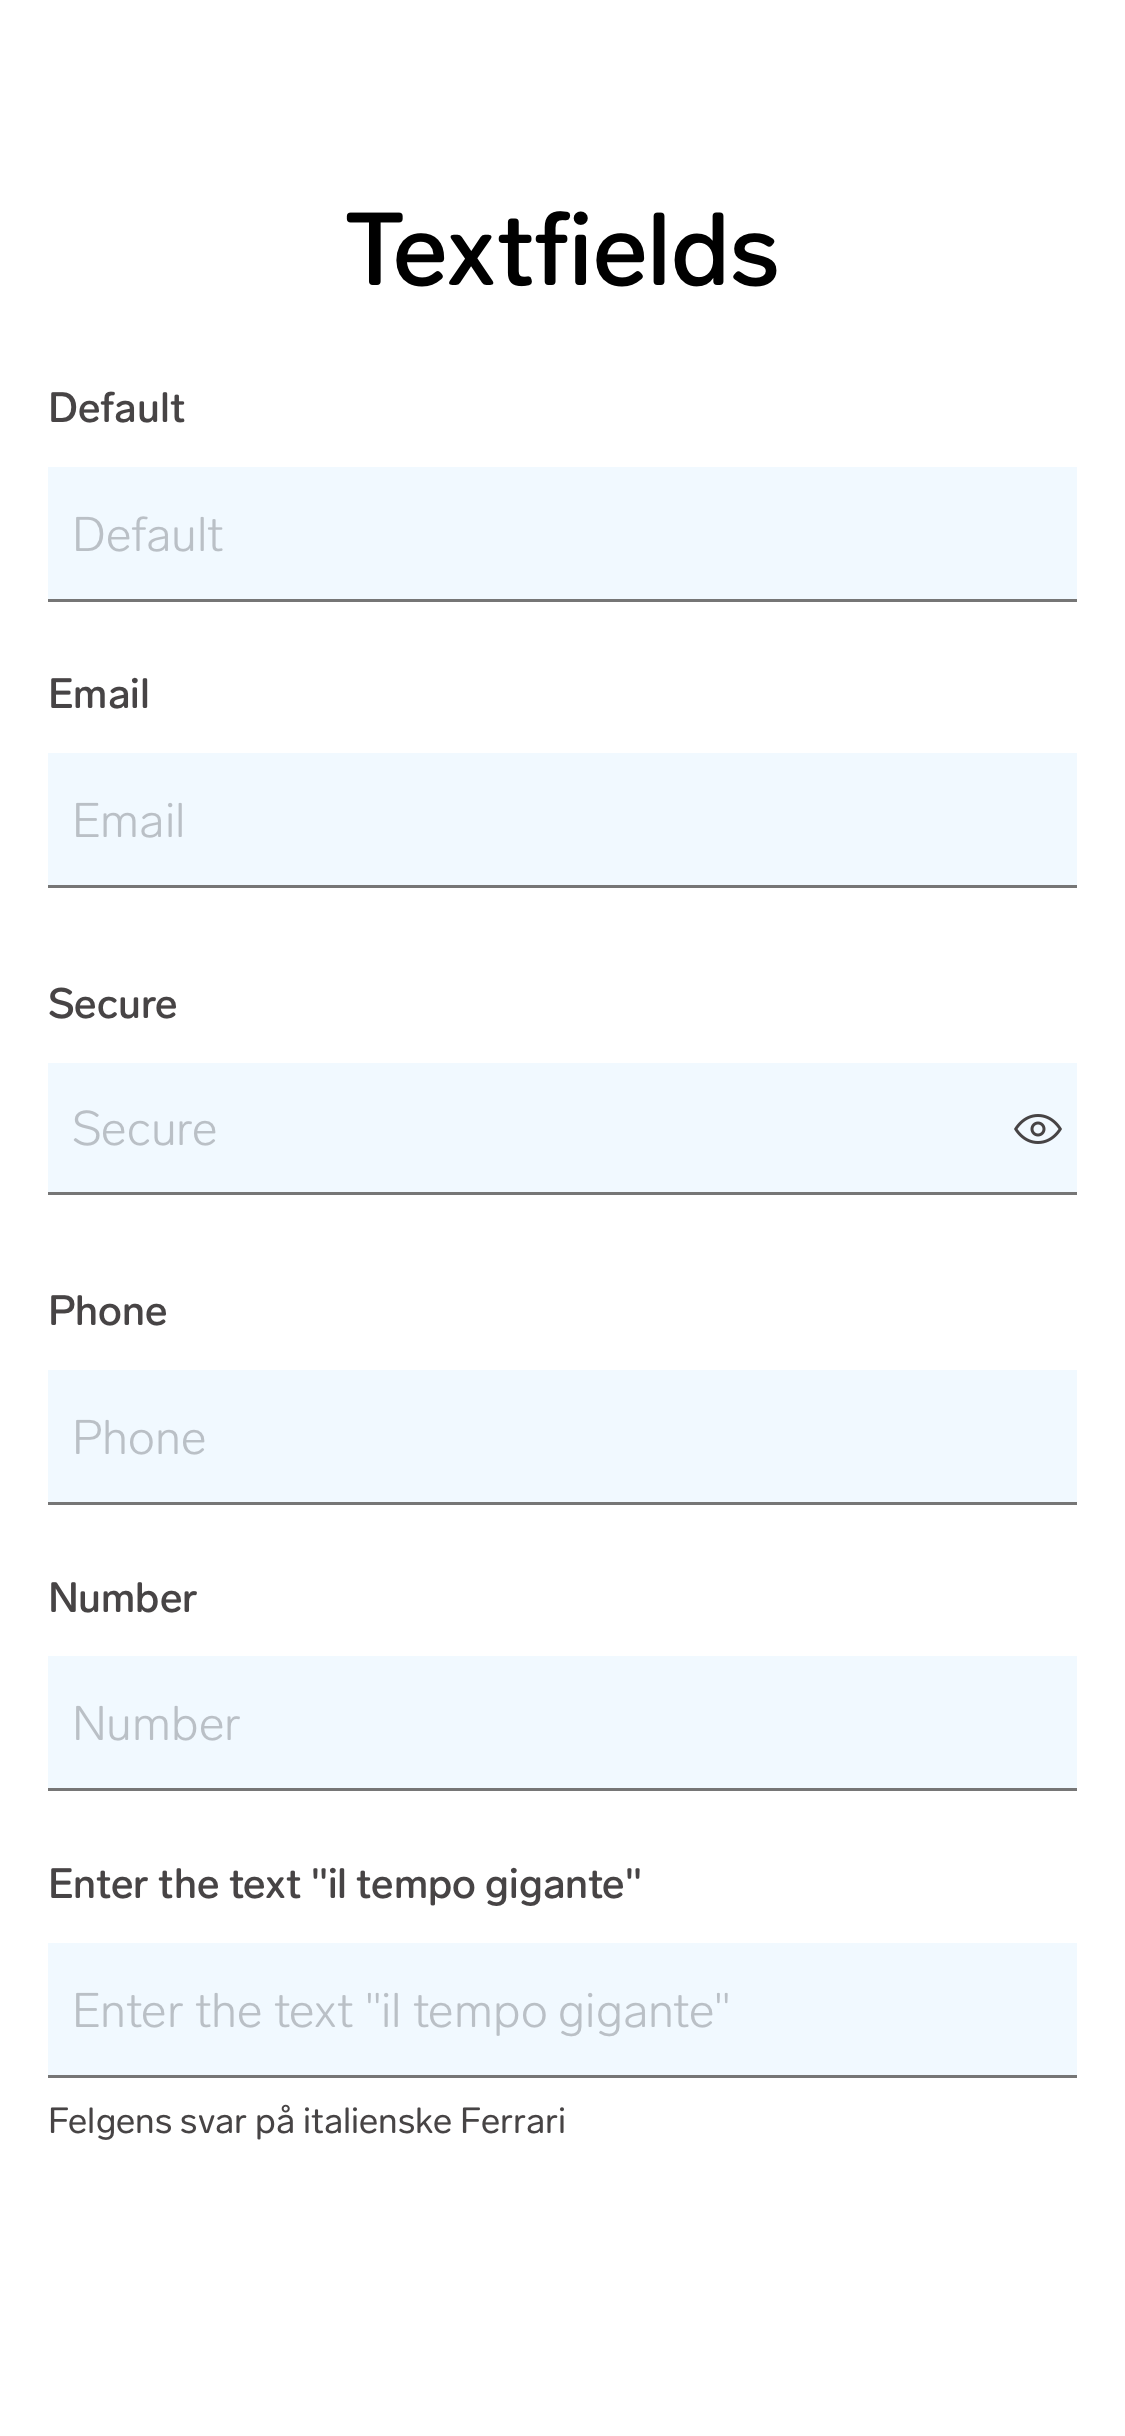 Textfields
Default
Default
Email
Email
Secure
Secure
Phone
Phone
Number
Number
Enter the text "il tempo gigante"
Enter the text "il tempo gigante"
Felgens svar på italienske Ferrari